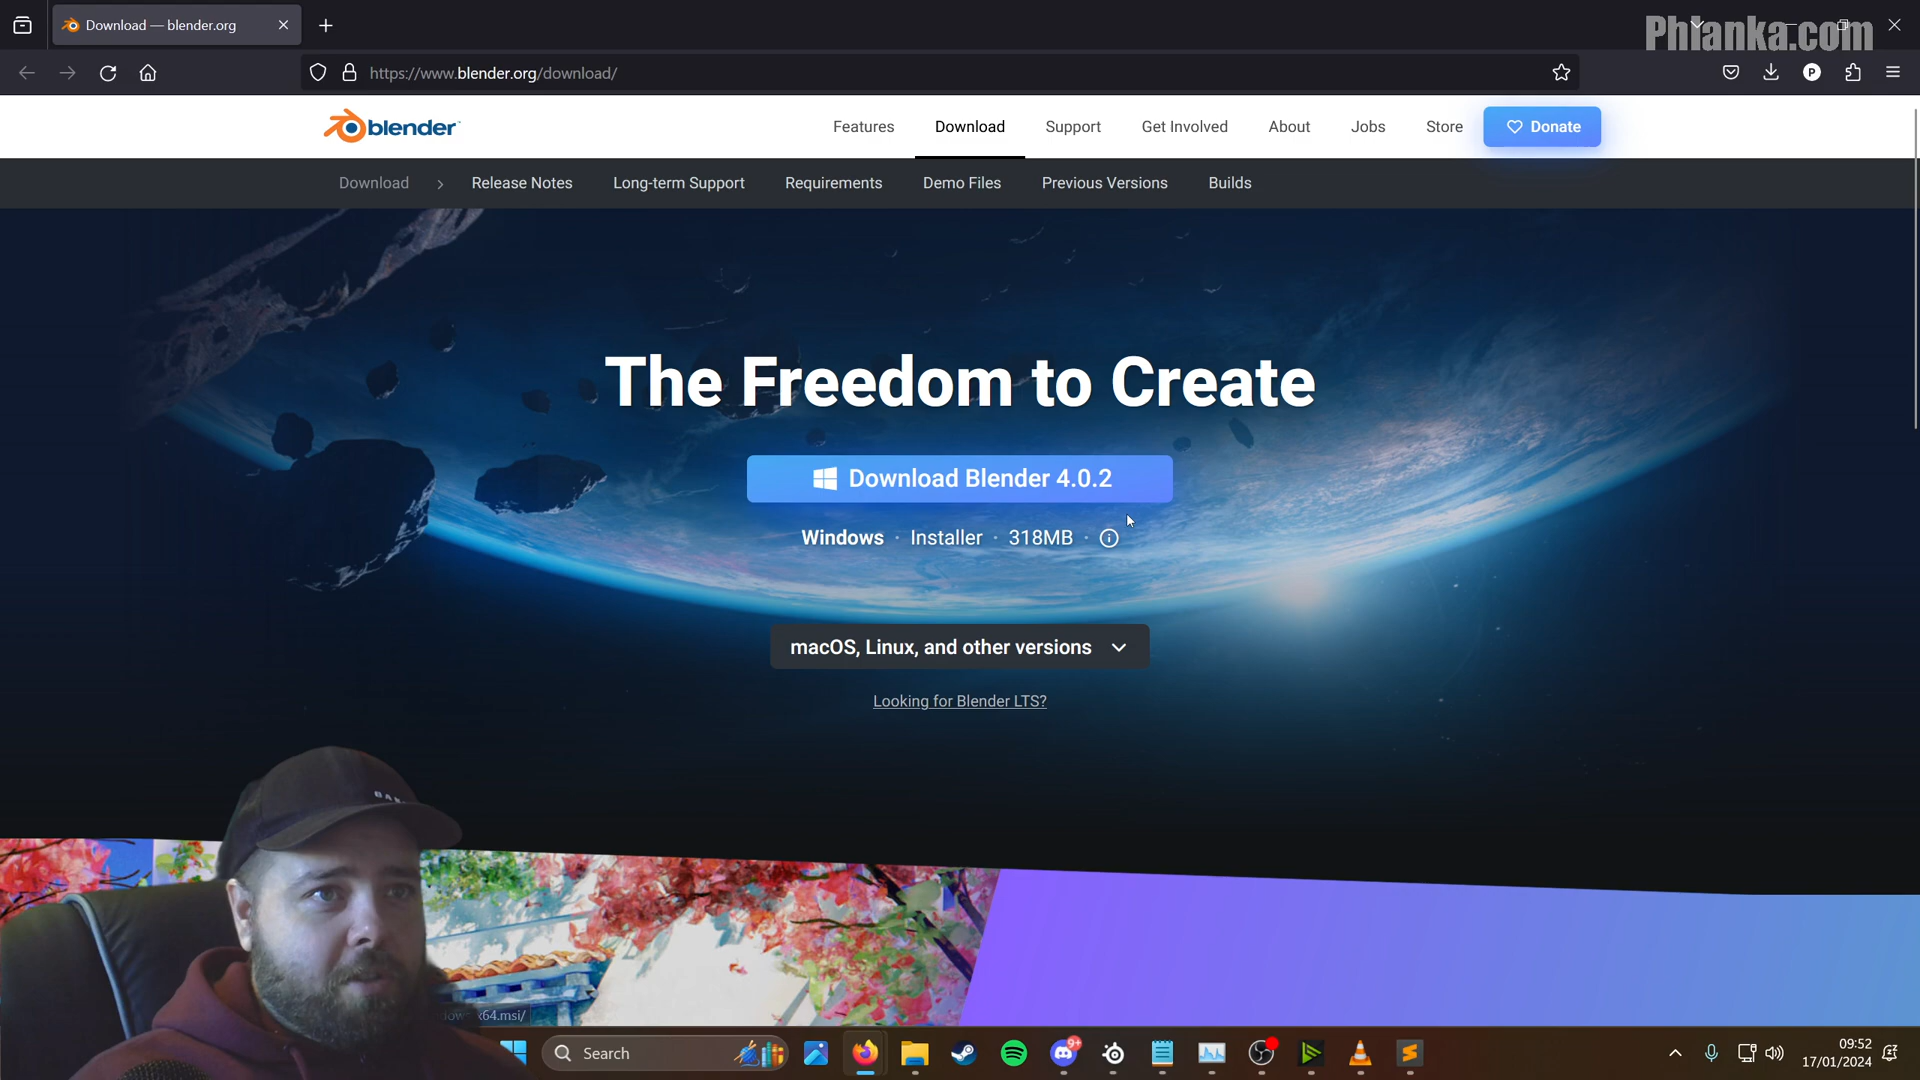 Download — blender.org
Phlanka.com
https://www.blender.org/download/
blender
Features
Download
Support
Get Involved
About
Jobs
Store
Donate
Download
Release Notes
Long-term Support
Requirements
Demo Files
Previous Versions
Builds
The Freedom to Create
Download Blender 4.0.2
Windows · Installer · 318MB ·
macOS, Linux, and other versions
Looking for Blender LTS?
x64.msi/
Search
9+
09:52
17/01/2024